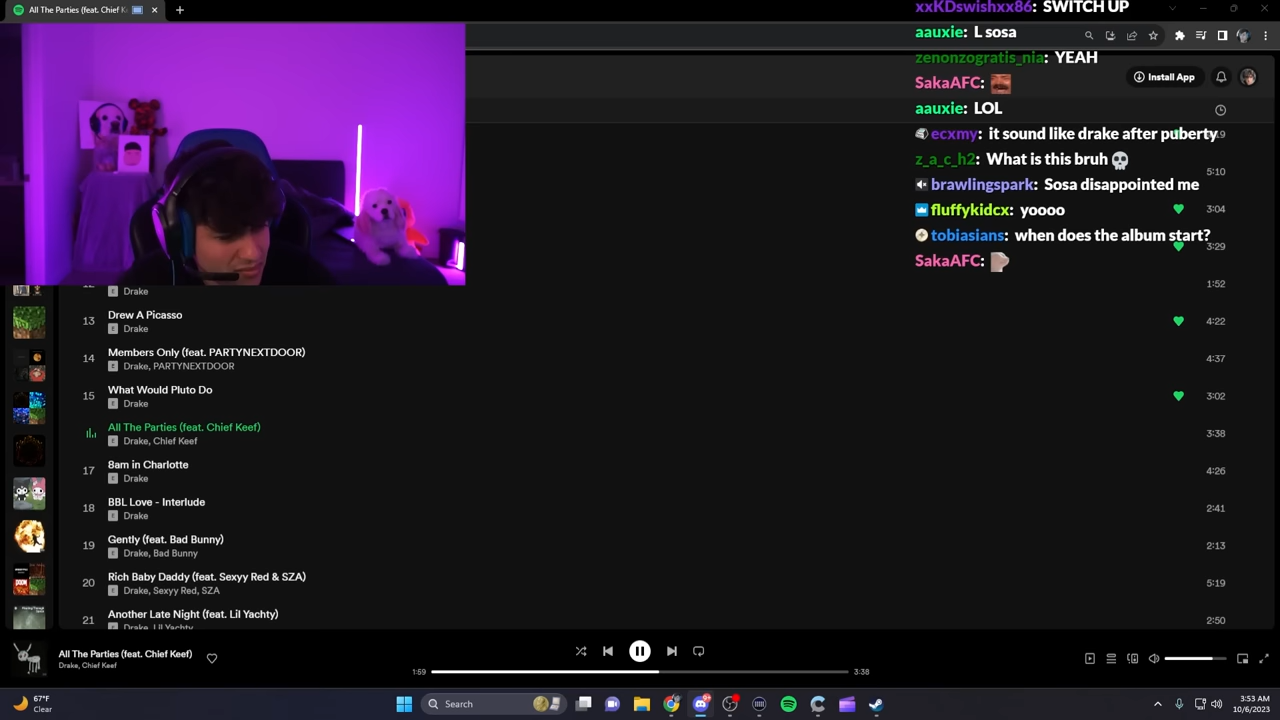 All The Parties (feat. Chief Ke
xxKDswishxx86: SWITCH UP
aauxie: L sosa
zenonzogratis_nia: YEAH
Install App
SakaAFC:
aauxie: LOL
ecxmy: it sound like drake after puberty
z_a_c_h2: What is this bruh
5:10
brawlingspark: Sosa disappointed me
fluffykidcx: yoooo
3:04
tobiasians: when does the album start?
3:29
SakaAFC:
1:52
E Drake
13 Drew A Picasso 4:22
E Drake
14 Members Only (feat. PARTYNEXTDOOR) 4:37
E Drake, PARTYNEXTDOOR
15 What Would Pluto Do 3:02
E Drake
All The Parties (feat. Chief Keef) 3:38
E Drake, Chief Keef
17 8am in Charlotte 4:26
E Drake
18 BBL Love - Interlude 2:41
E Drake
19 Gently (feat. Bad Bunny) 2:13
E Drake, Bad Bunny
20 Rich Baby Daddy (feat. Sexyy Red & SZA) 5:19
E Drake, Sexyy Red, SZA
21 Another Late Night (feat. Lil Yachty) 2:50
E Drake, Lil Yachty
All The Parties (feat. Chief Keef)
Drake, Chief Keef
1:59 3:38
67°F
Clear
Search
3:53 AM
10/6/2023